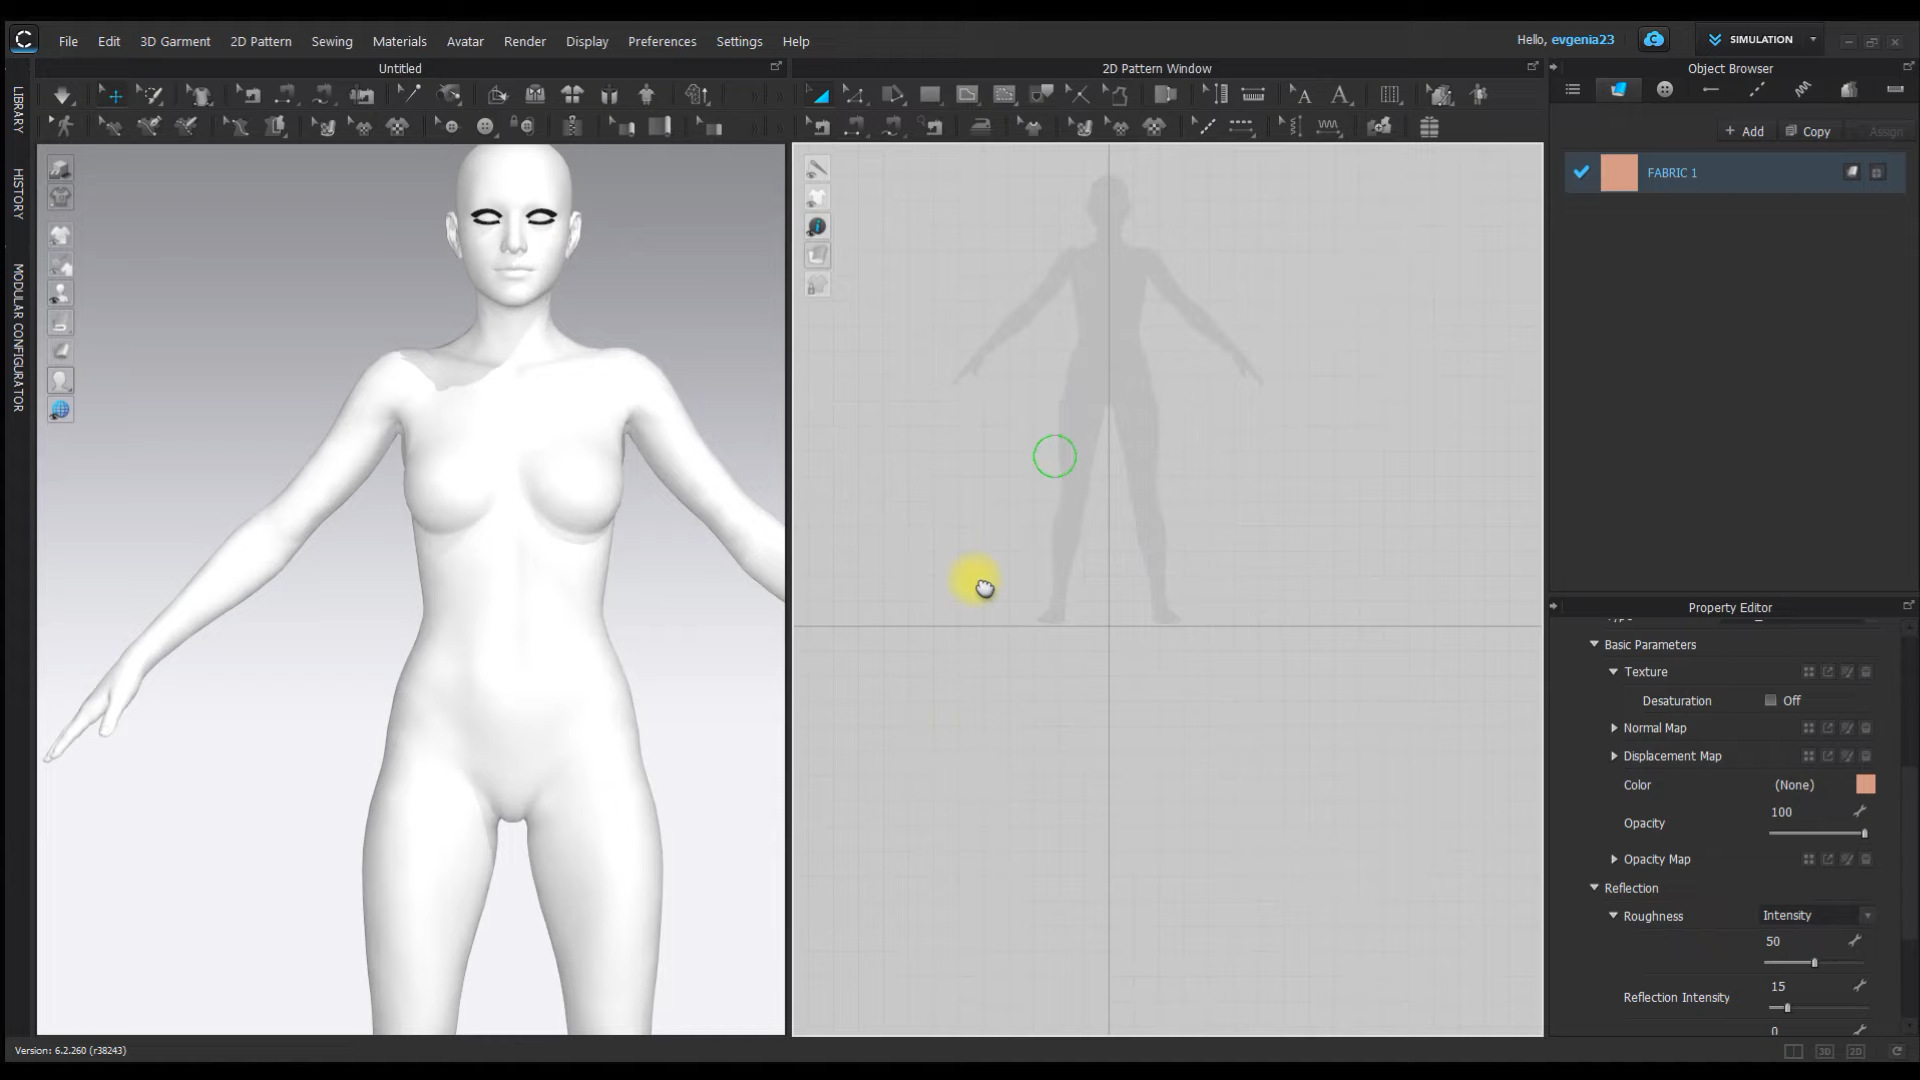 File Edit 3D Garment 2D Pattern Sewing Materials Avatar Render Display Preferences Settings Help
Hello, evgenia23
SIMULATION
Untitled
2D Pattern Window
Object Browser
LIBRARY
HISTORY
MODULAR CONFIGURATOR
+ Add
Copy
Assign
FABRIC 1
Property Editor
Basic Parameters
Texture
Desaturation Off
Normal Map
Displacement Map
Color (None)
100
Opacity
Opacity Map
Reflection
Roughness Intensity
50
15
Reflection Intensity
0
Version: 6.2.260 (r38243)
3D
2D